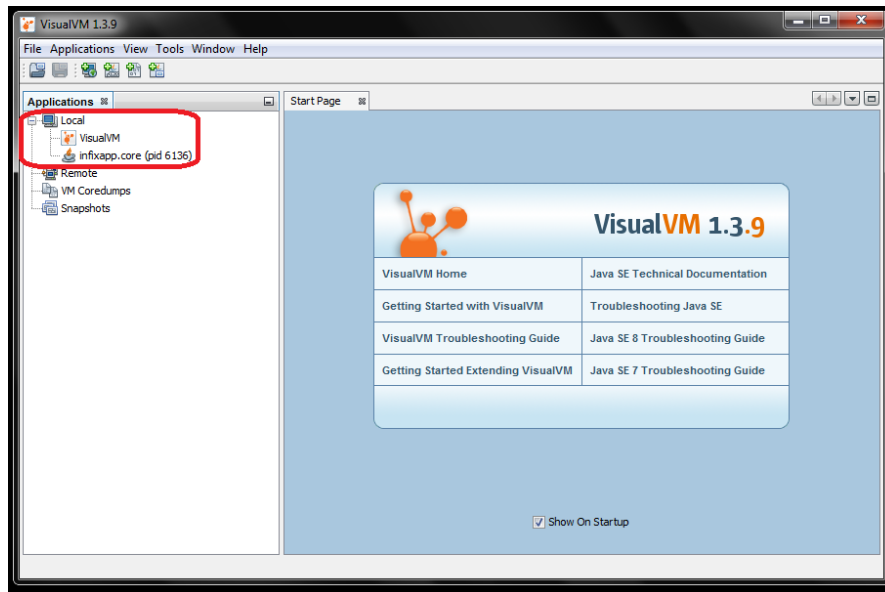 VisualVM 1.3.9
File Applications View Tools Window Help
Applications
Start Page
Local
VisualVM
infixapp.core (pid 6136)
Remote
VM Coredumps
Snapshots
VisualVM 1.3.9
VisualVM Home
Java SE Technical Documentation
Getting Started with VisualVM
Troubleshooting Java SE
VisualVM Troubleshooting Guide
Java SE 8 Troubleshooting Guide
Getting Started Extending VisualVM
Java SE 7 Troubleshooting Guide
Show On Startup